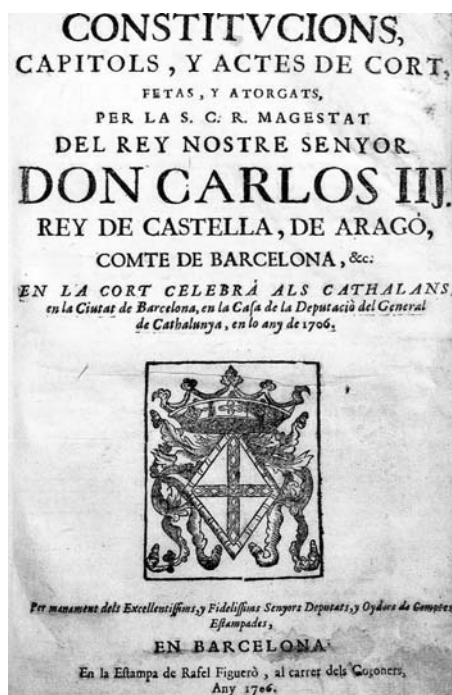 CONSTITVCIONS,
CAPITOLS, Y ACTES DE CORT,
FETAS, Y ATORGATS,
PER LA S. C. R. MAGESTAT
DEL REY NOSTRE SENYOR
DON CARLOS IIJ.
REY DE CASTELLA, DE ARAGÒ,
COMTE DE BARCELONA, &c.
EN LA CORT CELEBRÁ ALS CATHALANS,
en la Ciutat de Barcelona, en la Caſa de la Deputaciò del General
de Cathalunya, en lo any de 1706.
Per manament dels Excellentiſſims, y Fideliſſims Senyors Deputats, y Oydors de Comptes
Eſtampades,
EN BARCELONA:
En la Eſtampa de Rafel Figuerò, al carrer dels Cotoners,
Any 1706.